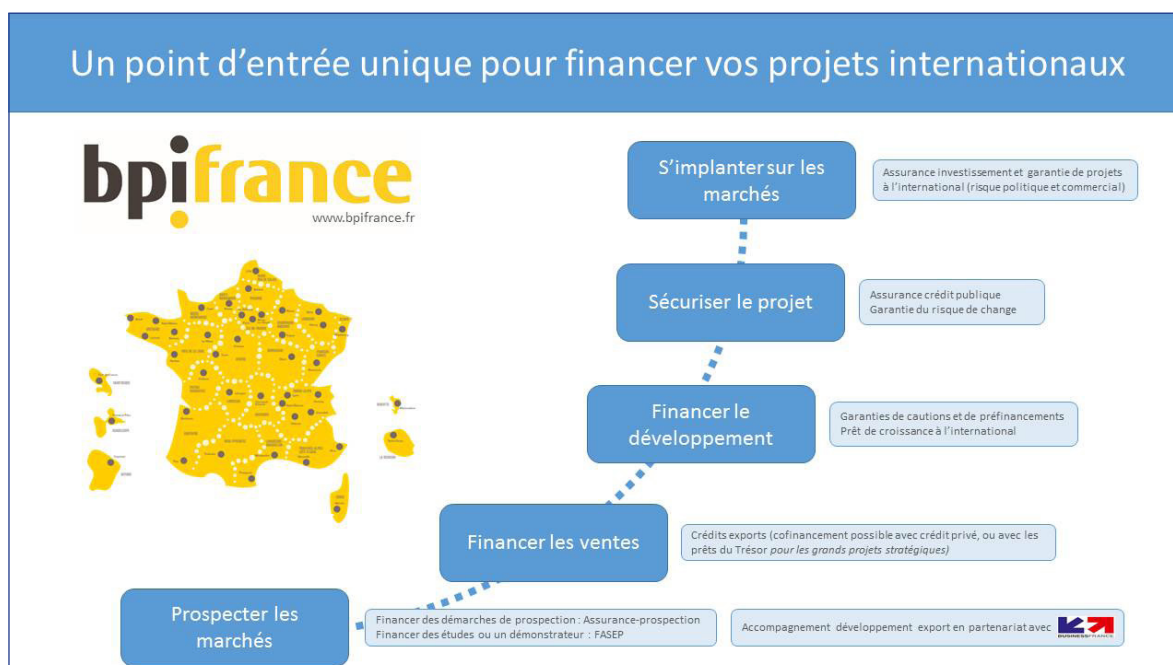 Un point d’entrée unique pour financer vos projets internationaux
bpifrance
www.bpifrance.fr
S’implanter sur les
marchés
Assurance investissement et garantie de projets
à l’international (risque politique et commercial)
Sécuriser le projet
Assurance crédit publique
Garantie du risque de change
Financer le
développement
Garanties de cautions et de préfinancements
Prêt de croissance à l’international
Financer les ventes
Crédits exports (cofinancement possible avec crédit privé, ou avec les
prêts du Trésor pour les grands projets stratégiques)
Prospecter les
marchés
Financer des démarches de prospection : Assurance-prospection
Financer des études ou un démonstrateur : FASEP
Accompagnement développement export en partenariat avec
BUSINESSFRANCE